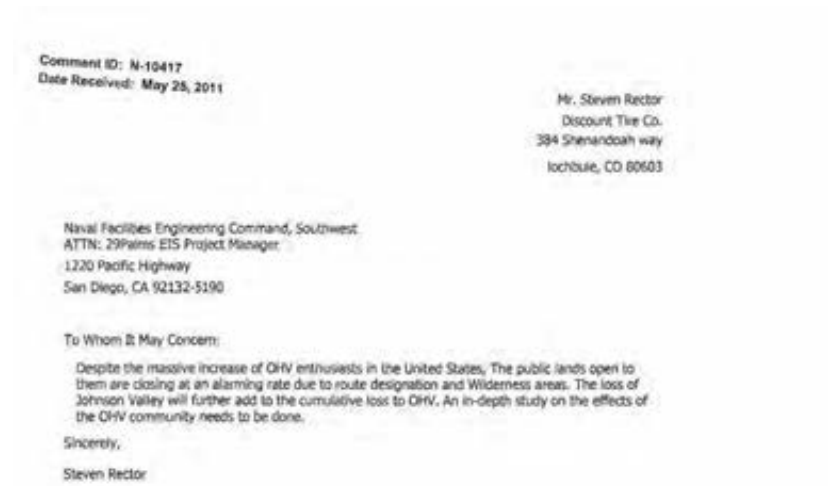 Comment ID: N-10417
Date Received: May 25, 2011
Mr. Steven Rector
Discount Tire Co.
384 Shenandoah way
lochbuie, CO 80603
Naval Facilities Engineering Command, Southwest
ATTN: 29Palms EIS Project Manager
1220 Pacific Highway
San Diego, CA 92132-5190
To Whom It May Concern:
Despite the massive increase of OHV enthusiasts in the United States, The public lands open to
them are closing at an alarming rate due to route designation and Wilderness areas. The loss of
Johnson Valley will further add to the cumulative loss to OHV. An in-depth study on the effects of
the OHV community needs to be done.
Sincerely,
Steven Rector